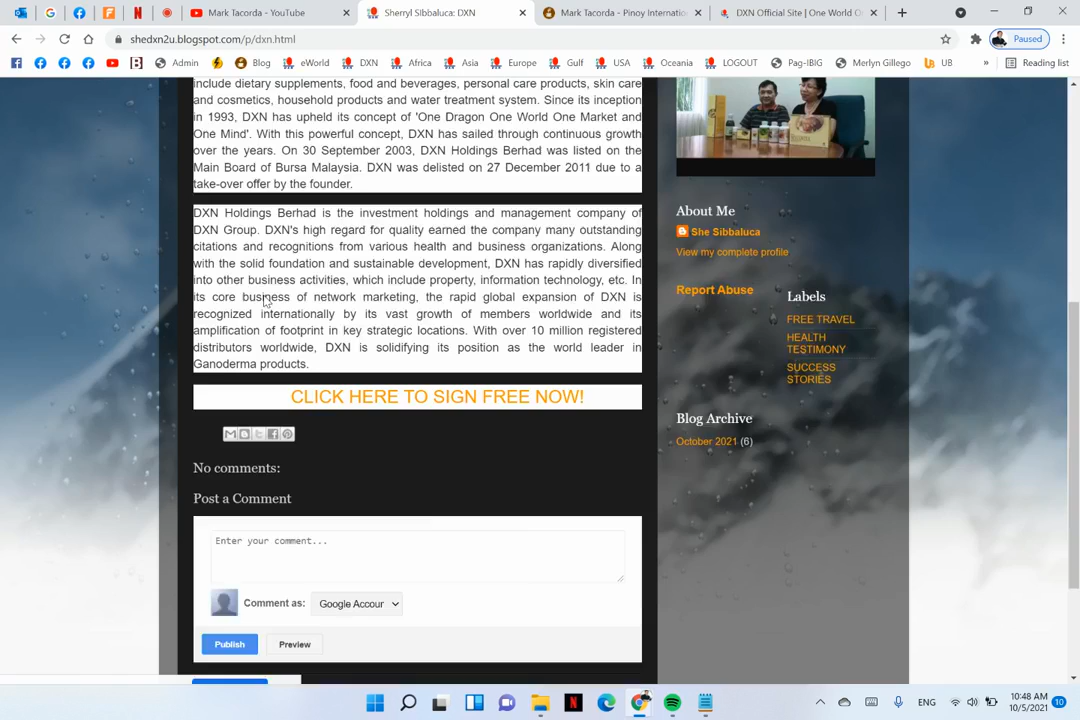 Mark Tacorda - YouTube
Sherryl SIbbaluca: DXN
Mark Tacorda - Pinoy Internatio
DXN Official Site | One World O
shedxn2u.blogspot.com/p/dxn.html
Paused
Admin
Blog
eWorld
DXN
Africa
Asia
Europe
Gulf
USA
Oceania
LOGOUT
Pag-IBIG
Merlyn Gillego
UB
»
Reading list
include dietary supplements, food and beverages, personal care products, skin care
and cosmetics, household products and water treatment system. Since its inception
in 1993, DXN has upheld its concept of 'One Dragon One World One Market and
One Mind'. With this powerful concept, DXN has sailed through continuous growth
over the years. On 30 September 2003, DXN Holdings Berhad was listed on the
Main Board of Bursa Malaysia. DXN was delisted on 27 December 2011 due to a
take-over offer by the founder.
DXN Holdings Berhad is the investment holdings and management company of
DXN Group. DXN's high regard for quality earned the company many outstanding
citations and recognitions from various health and business organizations. Along
with the solid foundation and sustainable development, DXN has rapidly diversified
into other business activities, which include property, information technology, etc. In
its core business of network marketing, the rapid global expansion of DXN is
recognized internationally by its vast growth of members worldwide and its
amplification of footprint in key strategic locations. With over 10 million registered
distributors worldwide, DXN is solidifying its position as the world leader in
Ganoderma products.
CLICK HERE TO SIGN FREE NOW!
No comments:
Post a Comment
Enter your comment...
Comment as:
Google Accour
Publish
Preview
About Me
She Sibbaluca
View my complete profile
Report Abuse
Labels
FREE TRAVEL
HEALTH
TESTIMONY
SUCCESS
STORIES
Blog Archive
October 2021 (6)
ENG
10:48 AM
10/5/2021
10